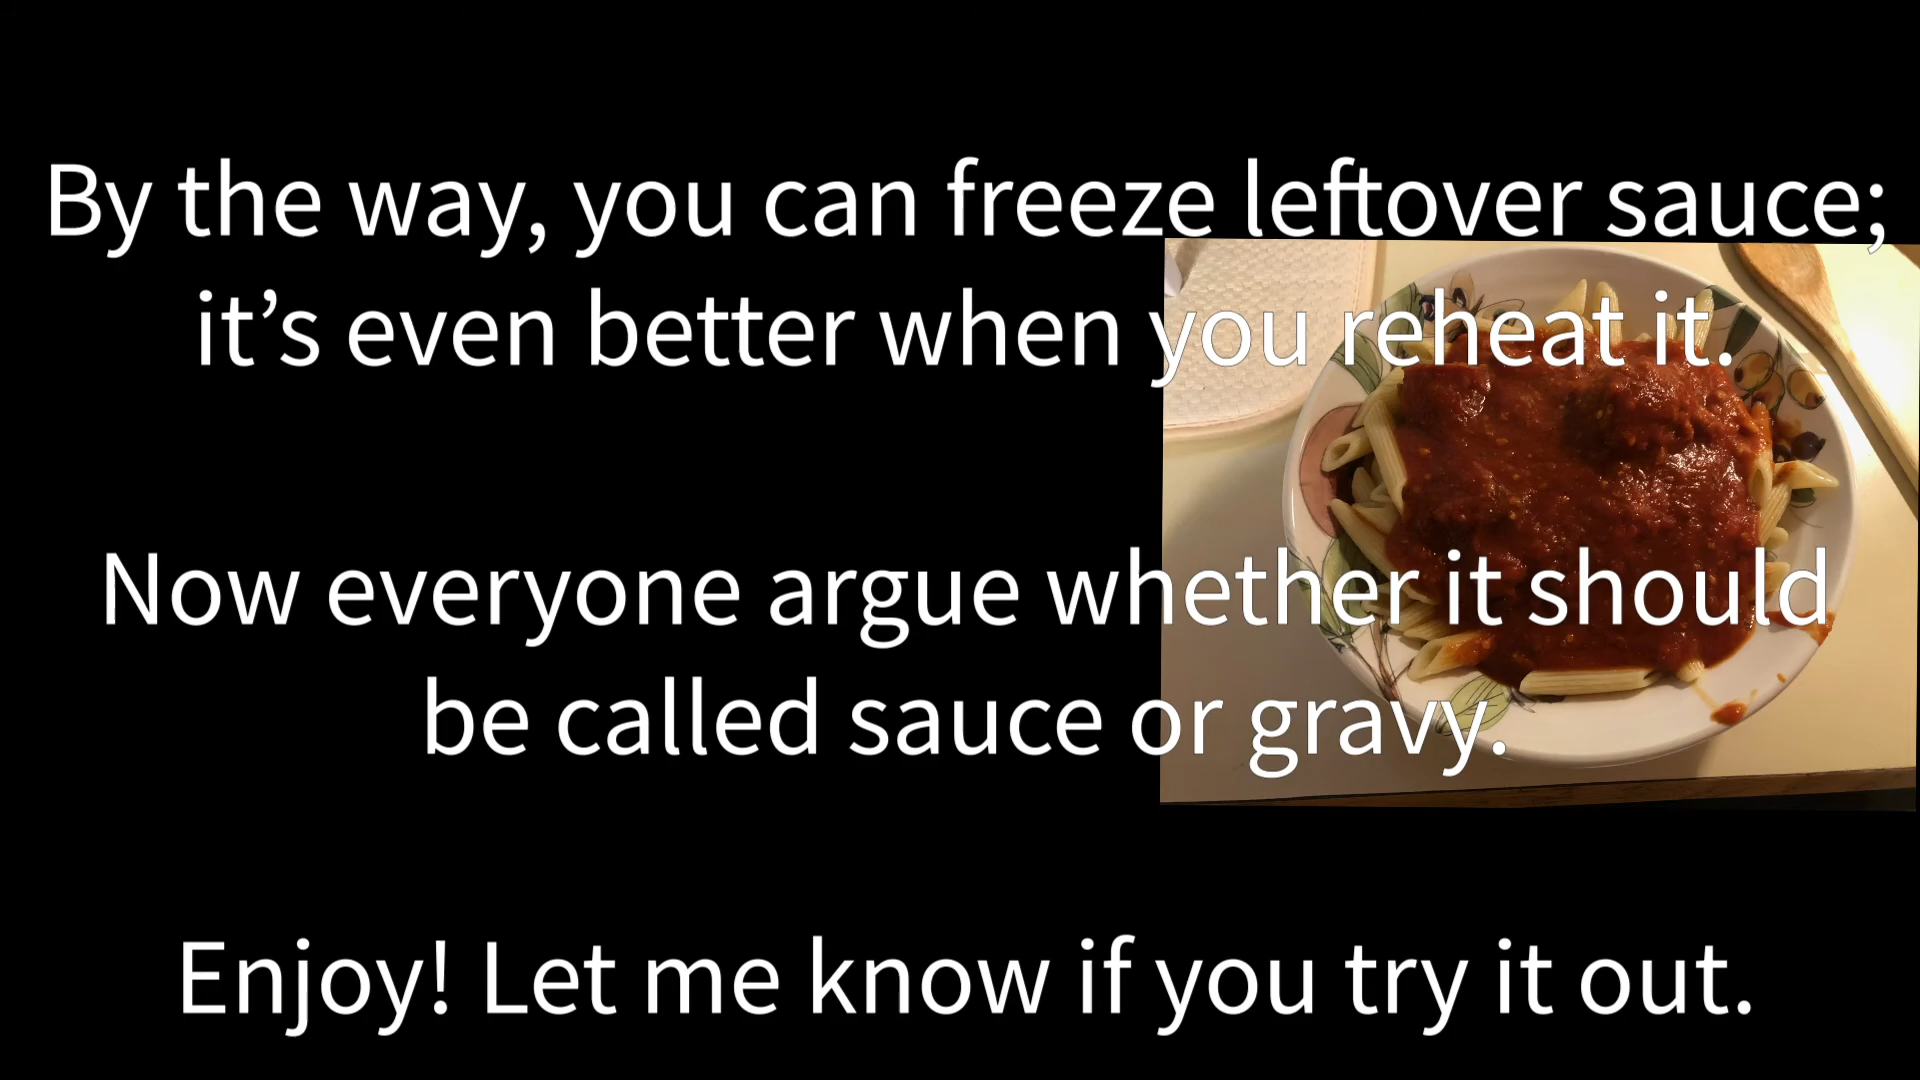 By the way, you can freeze leftover sauce;
it’s even better when you reheat it.
Now everyone argue whether it should
be called sauce or gravy.
Enjoy! Let me know if you try it out.